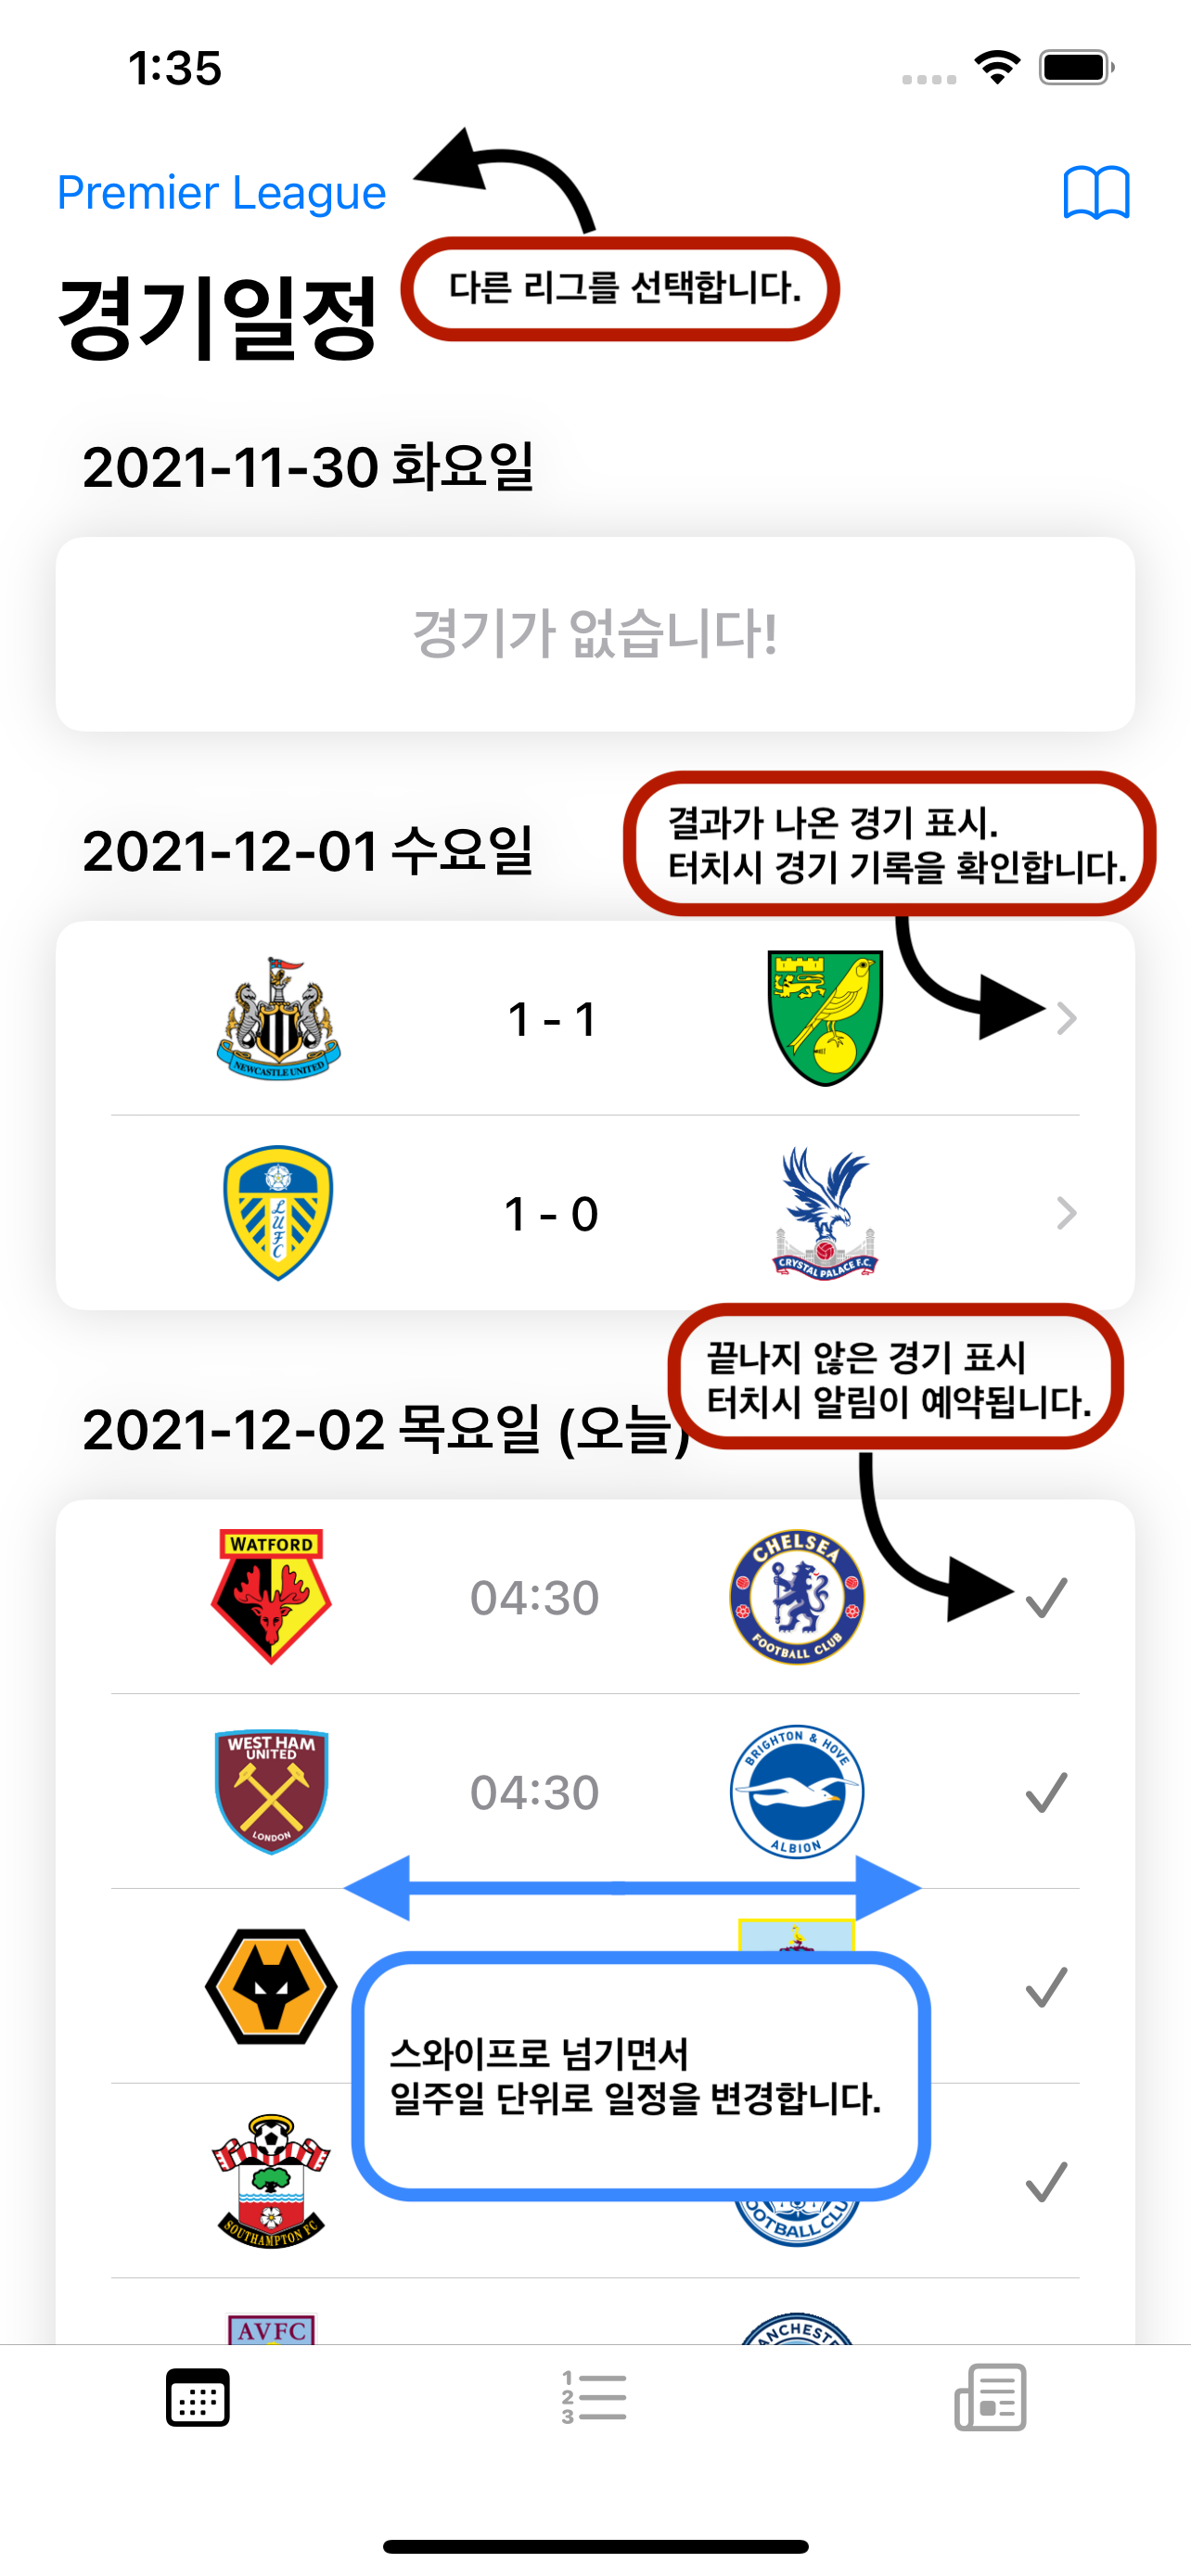 1:35
Premier League
다른 리그를 선택합니다.
경기일정
2021-11-30 화요일
경기가 없습니다!
결과가 나온 경기 표시.
터치시 경기 기록을 확인합니다.
2021-12-01 수요일
NEWCASTLE UNITED
1 - 1
LUFC
1 - 0
CRYSTAL PALACE F.C.
끝나지 않은 경기 표시
터치시 알림이 예약됩니다.
2021-12-02 목요일 (오늘)
WATFORD
04:30
CHELSEA
FOOTBALL CLUB
WEST HAM
UNITED
LONDON
04:30
BRIGHTON & HOVE
ALBION
스와이프로 넘기면서
일주일 단위로 일정을 변경합니다.
SOUTHAMPTON FC
OOTBALL CLU
AVFC
ANCHESTE
1
2
3